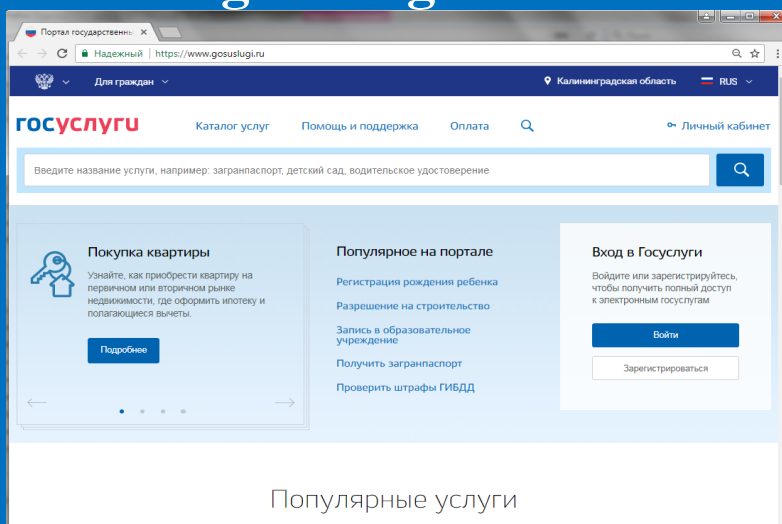 Портал государственны
Надежный | https://www.gosuslugi.ru
Для граждан
Калининградская область
RUS
госуслуги
Каталог услуг
Помощь и поддержка
Оплата
Личный кабинет
Введите название услуги, например: загранпаспорт, детский сад, водительское удостоверение
Покупка квартиры
Узнайте, как приобрести квартиру на
первичном или вторичном рынке
недвижимости, где оформить ипотеку и
полагающиеся вычеты.
Подробнее
Популярное на портале
Регистрация рождения ребенка
Разрешение на строительство
Запись в образовательное
учреждение
Получить загранпаспорт
Проверить штрафы ГИБДД
Вход в Госуслуги
Войдите или зарегистрируйтесь,
чтобы получить полный доступ
к электронным госуслугам
Войти
Зарегистрироваться
Популярные услуги